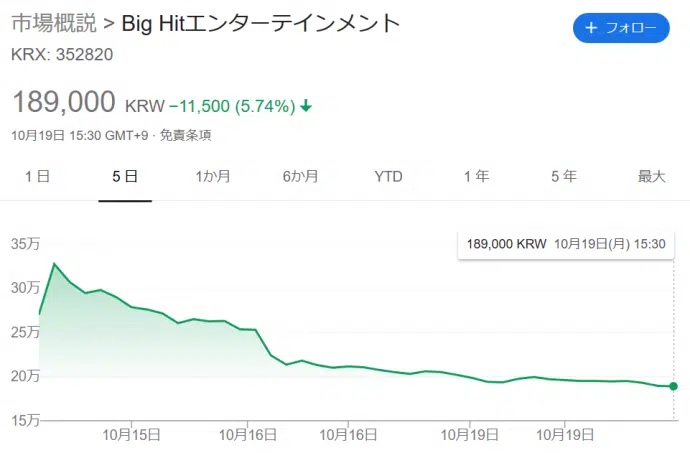 市場概説 > Big Hitエンターテインメント
+ フォロー
KRX: 352820
189,000 KRW −11,500 (5.74%) ↓
10月19日 15:30 GMT+9 · 免責条項
1 日 5 日 1か月 6か月 YTD 1 年 5 年 最大
189,000 KRW 10月19日(月) 15:30
35万
30万
25万
20万
15万
10月15日 10月16日 10月16日 10月19日 10月19日